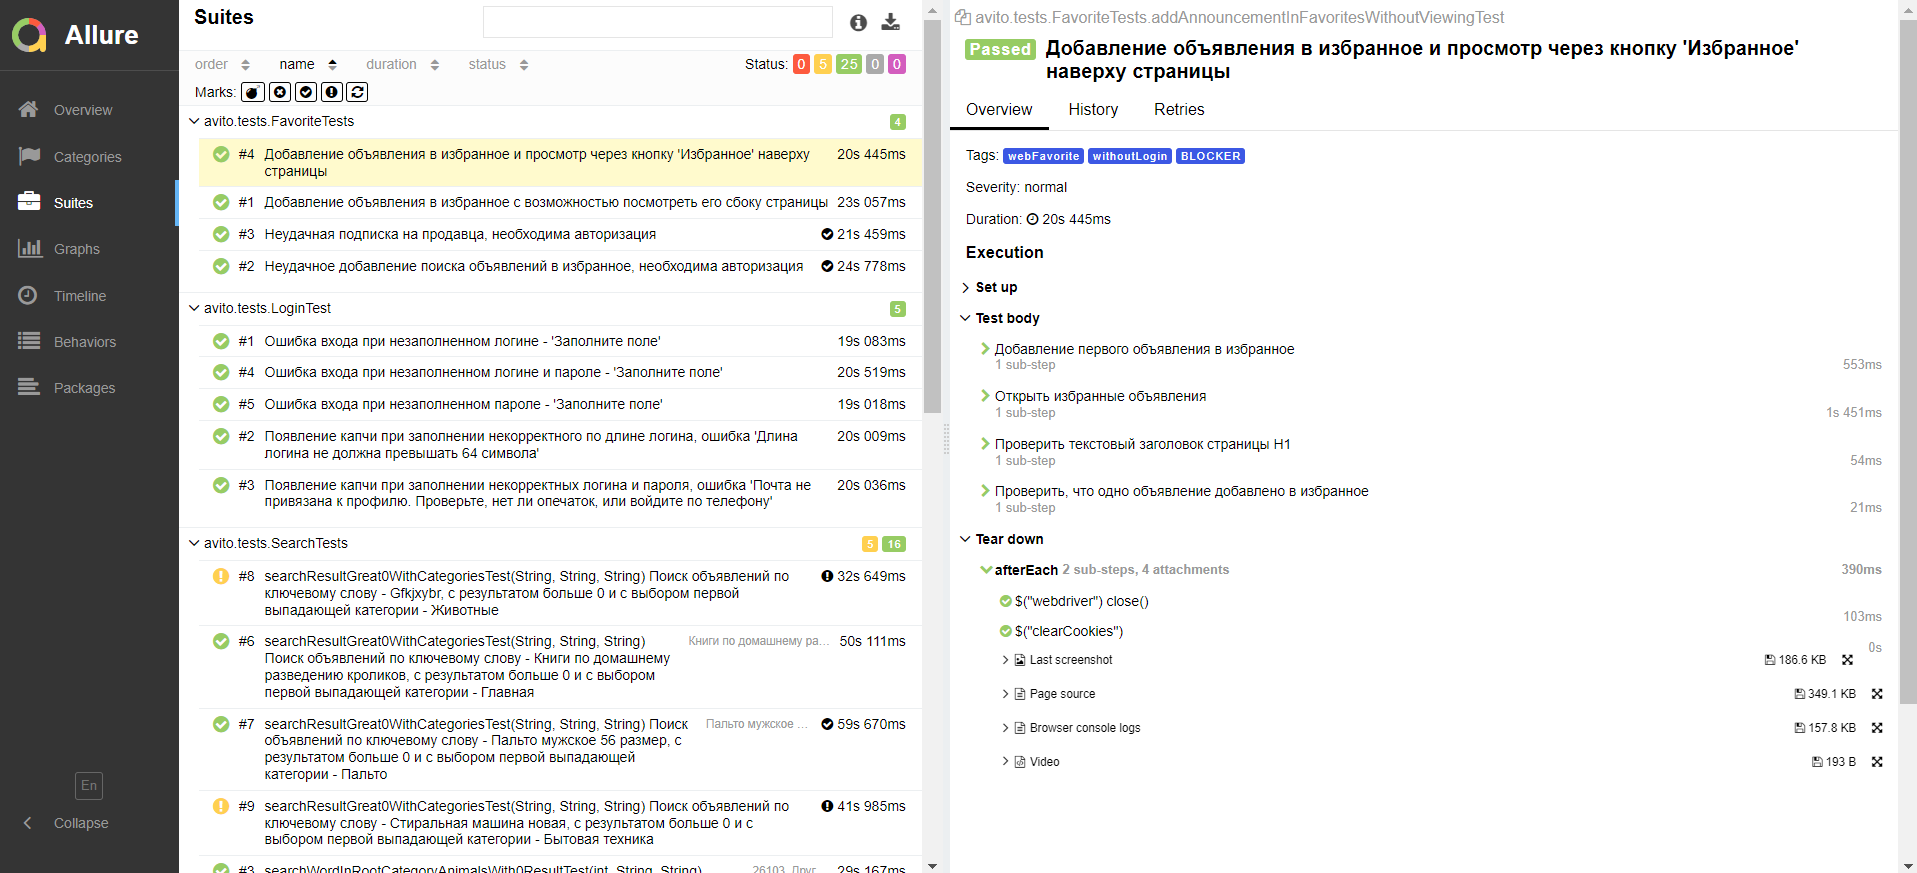 Allure
Overview
Categories
Suites
Graphs
Timeline
Behaviors
Packages
En
Collapse
Suites
order name duration status Status: 0 5 25 0 0
Marks:
avito.tests.FavoriteTests 4
#4 Добавление объявления в избранное и просмотр через кнопку 'Избранное' наверху 20s 445ms
страницы
#1 Добавление объявления в избранное с возможностью посмотреть его сбоку страницы 23s 057ms
#3 Неудачная подписка на продавца, необходима авторизация 21s 459ms
#2 Неудачное добавление поиска объявлений в избранное, необходима авторизация 24s 778ms
avito.tests.LoginTest 5
#1 Ошибка входа при незаполненном логине - 'Заполните поле' 19s 083ms
#4 Ошибка входа при незаполненном логине и пароле - 'Заполните поле' 20s 519ms
#5 Ошибка входа при незаполненном пароле - 'Заполните поле' 19s 018ms
#2 Появление капчи при заполнении некорректного по длине логина, ошибка 'Длина 20s 009ms
логина не должна превышать 64 символа'
#3 Появление капчи при заполнении некорректных логина и пароля, ошибка 'Почта не 20s 036ms
привязана к профилю. Проверьте, нет ли опечаток, или войдите по телефону'
avito.tests.SearchTests 5 16
#8 searchResultGreat0WithCategoriesTest(String, String, String) Поиск объявлений по 32s 649ms
ключевому слову - Gfkjxybr, с результатом больше 0 и с выбором первой
выпадающей категории - Животные
#6 searchResultGreat0WithCategoriesTest(String, String, String) Книги по домашнему ра... 50s 111ms
Поиск объявлений по ключевому слову - Книги по домашнему
разведению кроликов, с результатом больше 0 и с выбором
первой выпадающей категории - Главная
#7 searchResultGreat0WithCategoriesTest(String, String, String) Поиск Пальто мужское ... 59s 670ms
объявлений по ключевому слову - Пальто мужское 56 размер, с
результатом больше 0 и с выбором первой выпадающей
категории - Пальто
#9 searchResultGreat0WithCategoriesTest(String, String, String) Поиск объявлений по 41s 985ms
ключевому слову - Стиральная машина новая, с результатом больше 0 и с
выбором первой выпадающей категории - Бытовая техника
#3 searchWordInRootCategoryAnimalsWith0ResultTest(int, String, String) 26103, Друг... 29s 167ms
avito.tests.FavoriteTests.addAnnouncementInFavoritesWithoutViewingTest
Passed Добавление объявления в избранное и просмотр через кнопку 'Избранное'
наверху страницы
Overview History Retries
Tags: webFavorite withoutLogin BLOCKER
Severity: normal
Duration: 20s 445ms
Execution
Set up
Test body
Добавление первого объявления в избранное
1 sub-step 553ms
Открыть избранные объявления
1 sub-step 1s 451ms
Проверить текстовый заголовок страницы H1
1 sub-step 54ms
Проверить, что одно объявление добавлено в избранное
1 sub-step 21ms
Tear down
afterEach 2 sub-steps, 4 attachments 390ms
$("webdriver") close()
103ms
$("clearCookies")
0s
Last screenshot 186.6 KB
Page source 349.1 KB
Browser console logs 157.8 KB
Video 193 B